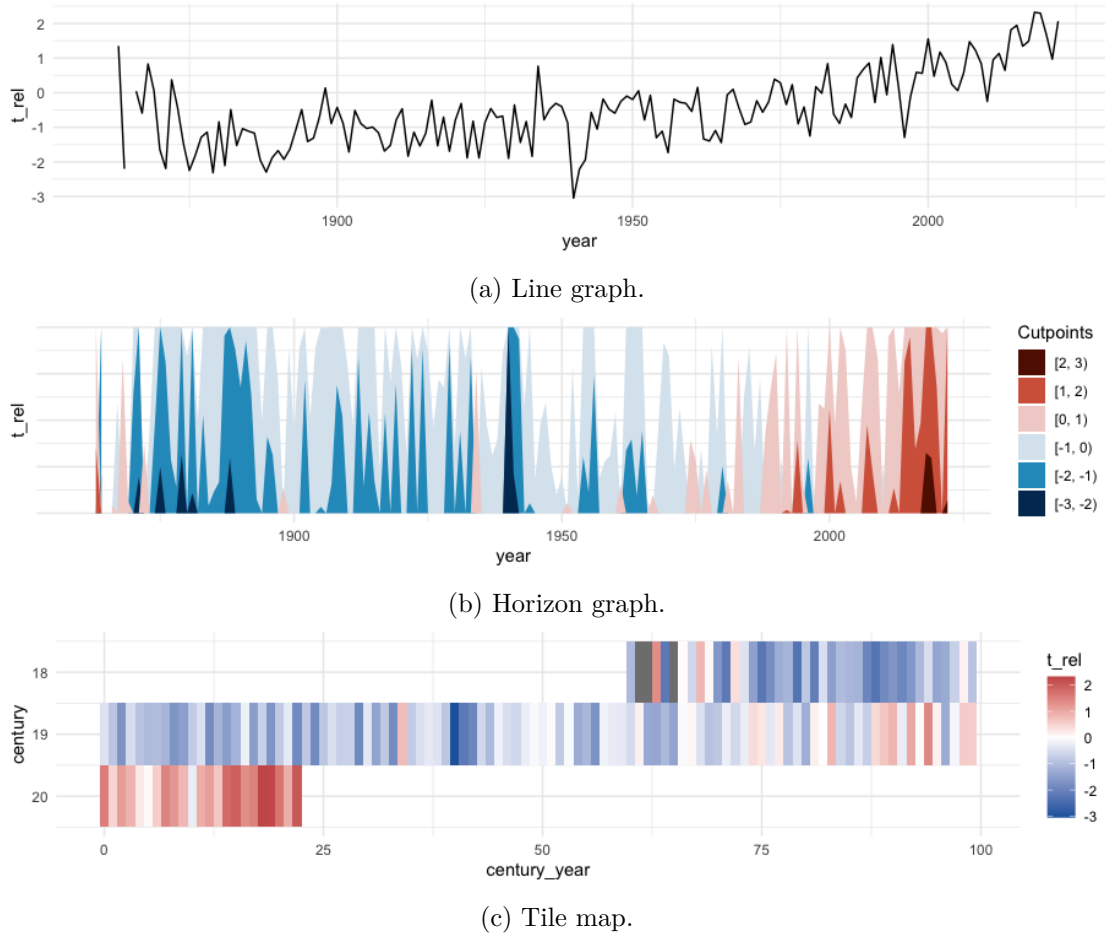 2
1
0
-1
-2
-3
t_rel
1900 1950 2000
year
(a) Line graph.
t_rel
1900 1950 2000
year
Cutpoints
[2, 3)
[1, 2)
[0, 1)
[-1, 0)
[-2, -1)
[-3, -2)
(b) Horizon graph.
18
19
20
century
0 25 50 75 100
century_year
t_rel
2
1
0
-1
-2
-3
(c) Tile map.